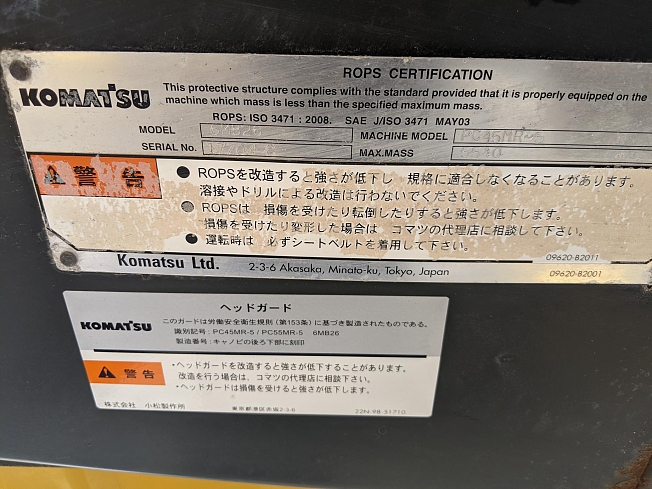 ROPS CERTIFICATION
KOMATSU
This protective structure complies with the standard provided that it is properly equipped on the
machine which mass is less than the specified maximum mass.
ROPS: ISO 3471 : 2008. SAE J/ISO 3471 MAY03
MODEL MACHINE MODEL
SERIAL No. MAX.MASS
警告
● ROPSを改造すると強さが低下し 規格に適合しなくなることがあります。
溶接やドリルによる改造は行わないでください。
● ROPSは 損傷を受けたり転倒したりすると強さが低下します。
損傷を受けたり変形した場合は コマツの代理店に相談して下さい。
● 運転時は 必ずシートベルトを着用して下さい。
09620-82011
Komatsu Ltd. 2-3-6 Akasaka, Minato-ku, Tokyo, Japan 09620-82001
ヘッドガード
KOMATSU
このガードは労働安全衛生規則(第153条)に基づき製造されたものである。
識別記号: PC45MR-5 / PC55MR-5 6MB26
製造番号: キャノピの後ろ下部に刻印
警告
・ヘッドガードを改造すると強さが低下することがあります。
改造を行う場合は、コマツの代理店に相談下さい。
・ヘッドガードは損傷を受けると強さが低下します。
株式会社 小松製作所 東京都港区赤坂2-3-6 22N-98-31710